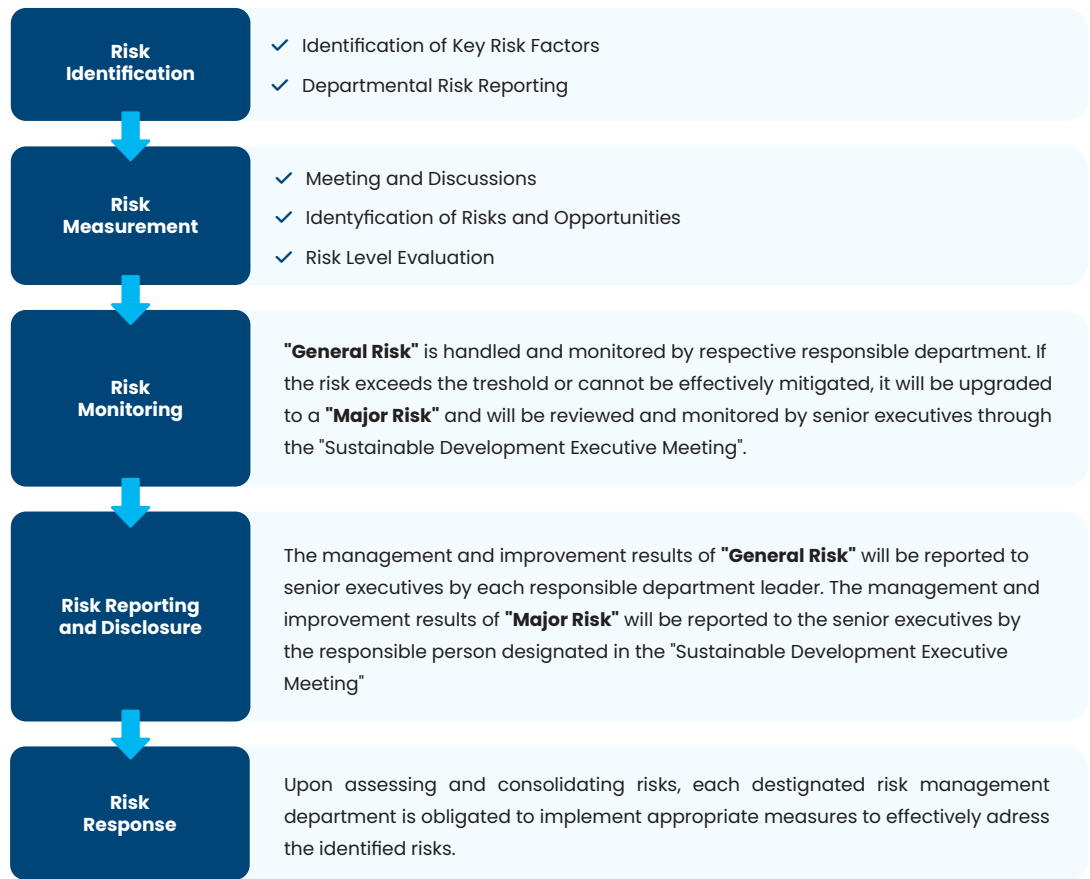 Risk
Identification
Identification of Key Risk Factors
Departmental Risk Reporting
Risk
Measurement
Meeting and Discussions
Identyfication of Risks and Opportunities
Risk Level Evaluation
Risk
Monitoring
"General Risk" is handled and monitored by respective responsible department. If
the risk exceeds the treshold or cannot be effectively mitigated, it will be upgraded
to a "Major Risk" and will be reviewed and monitored by senior executives through
the "Sustainable Development Executive Meeting".
Risk Reporting
and Disclosure
The management and improvement results of "General Risk" will be reported to
senior executives by each responsible department leader. The management and
improvement results of "Major Risk" will be reported to the senior executives by
the responsible person designated in the "Sustainable Development Executive
Meeting"
Risk
Response
Upon assessing and consolidating risks, each destignated risk management
department is obligated to implement appropriate measures to effectively adress
the identified risks.